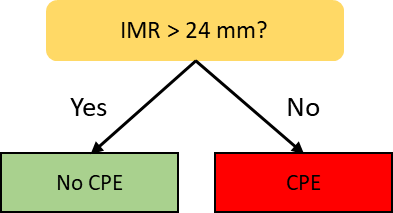 IMR > 24 mm?
Yes
No
No CPE
CPE